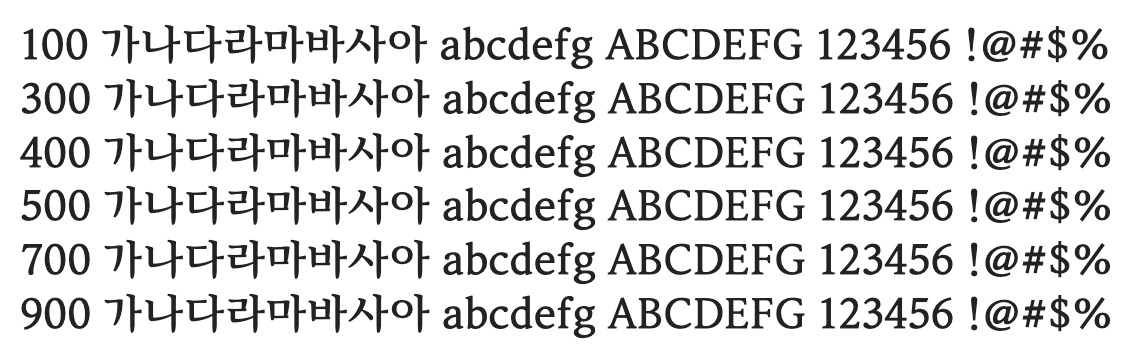 100 가나다라마바사아 abcdefg ABCDEFG 123456 !@#$%
300 가나다라마바사아 abcdefg ABCDEFG 123456 !@#$%
400 가나다라마바사아 abcdefg ABCDEFG 123456 !@#$%
500 가나다라마바사아 abcdefg ABCDEFG 123456 !@#$%
700 가나다라마바사아 abcdefg ABCDEFG 123456 !@#$%
900 가나다라마바사아 abcdefg ABCDEFG 123456 !@#$%